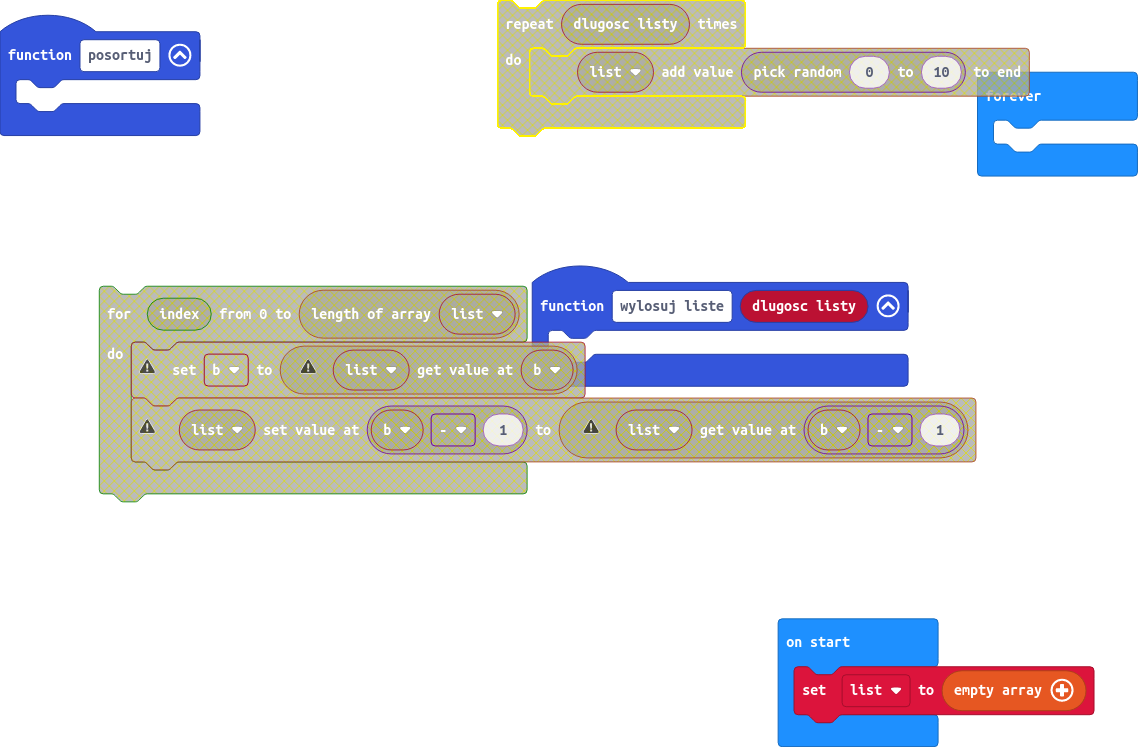 function posortuj
repeat dlugosc listy times
do list add value pick random 0 to 10 to end
forever
for index from 0 to length of array list
do set b to list get value at b
list set value at b - 1 to list get value at b - 1
function wylosuj liste dlugosc listy
on start
set list to empty array